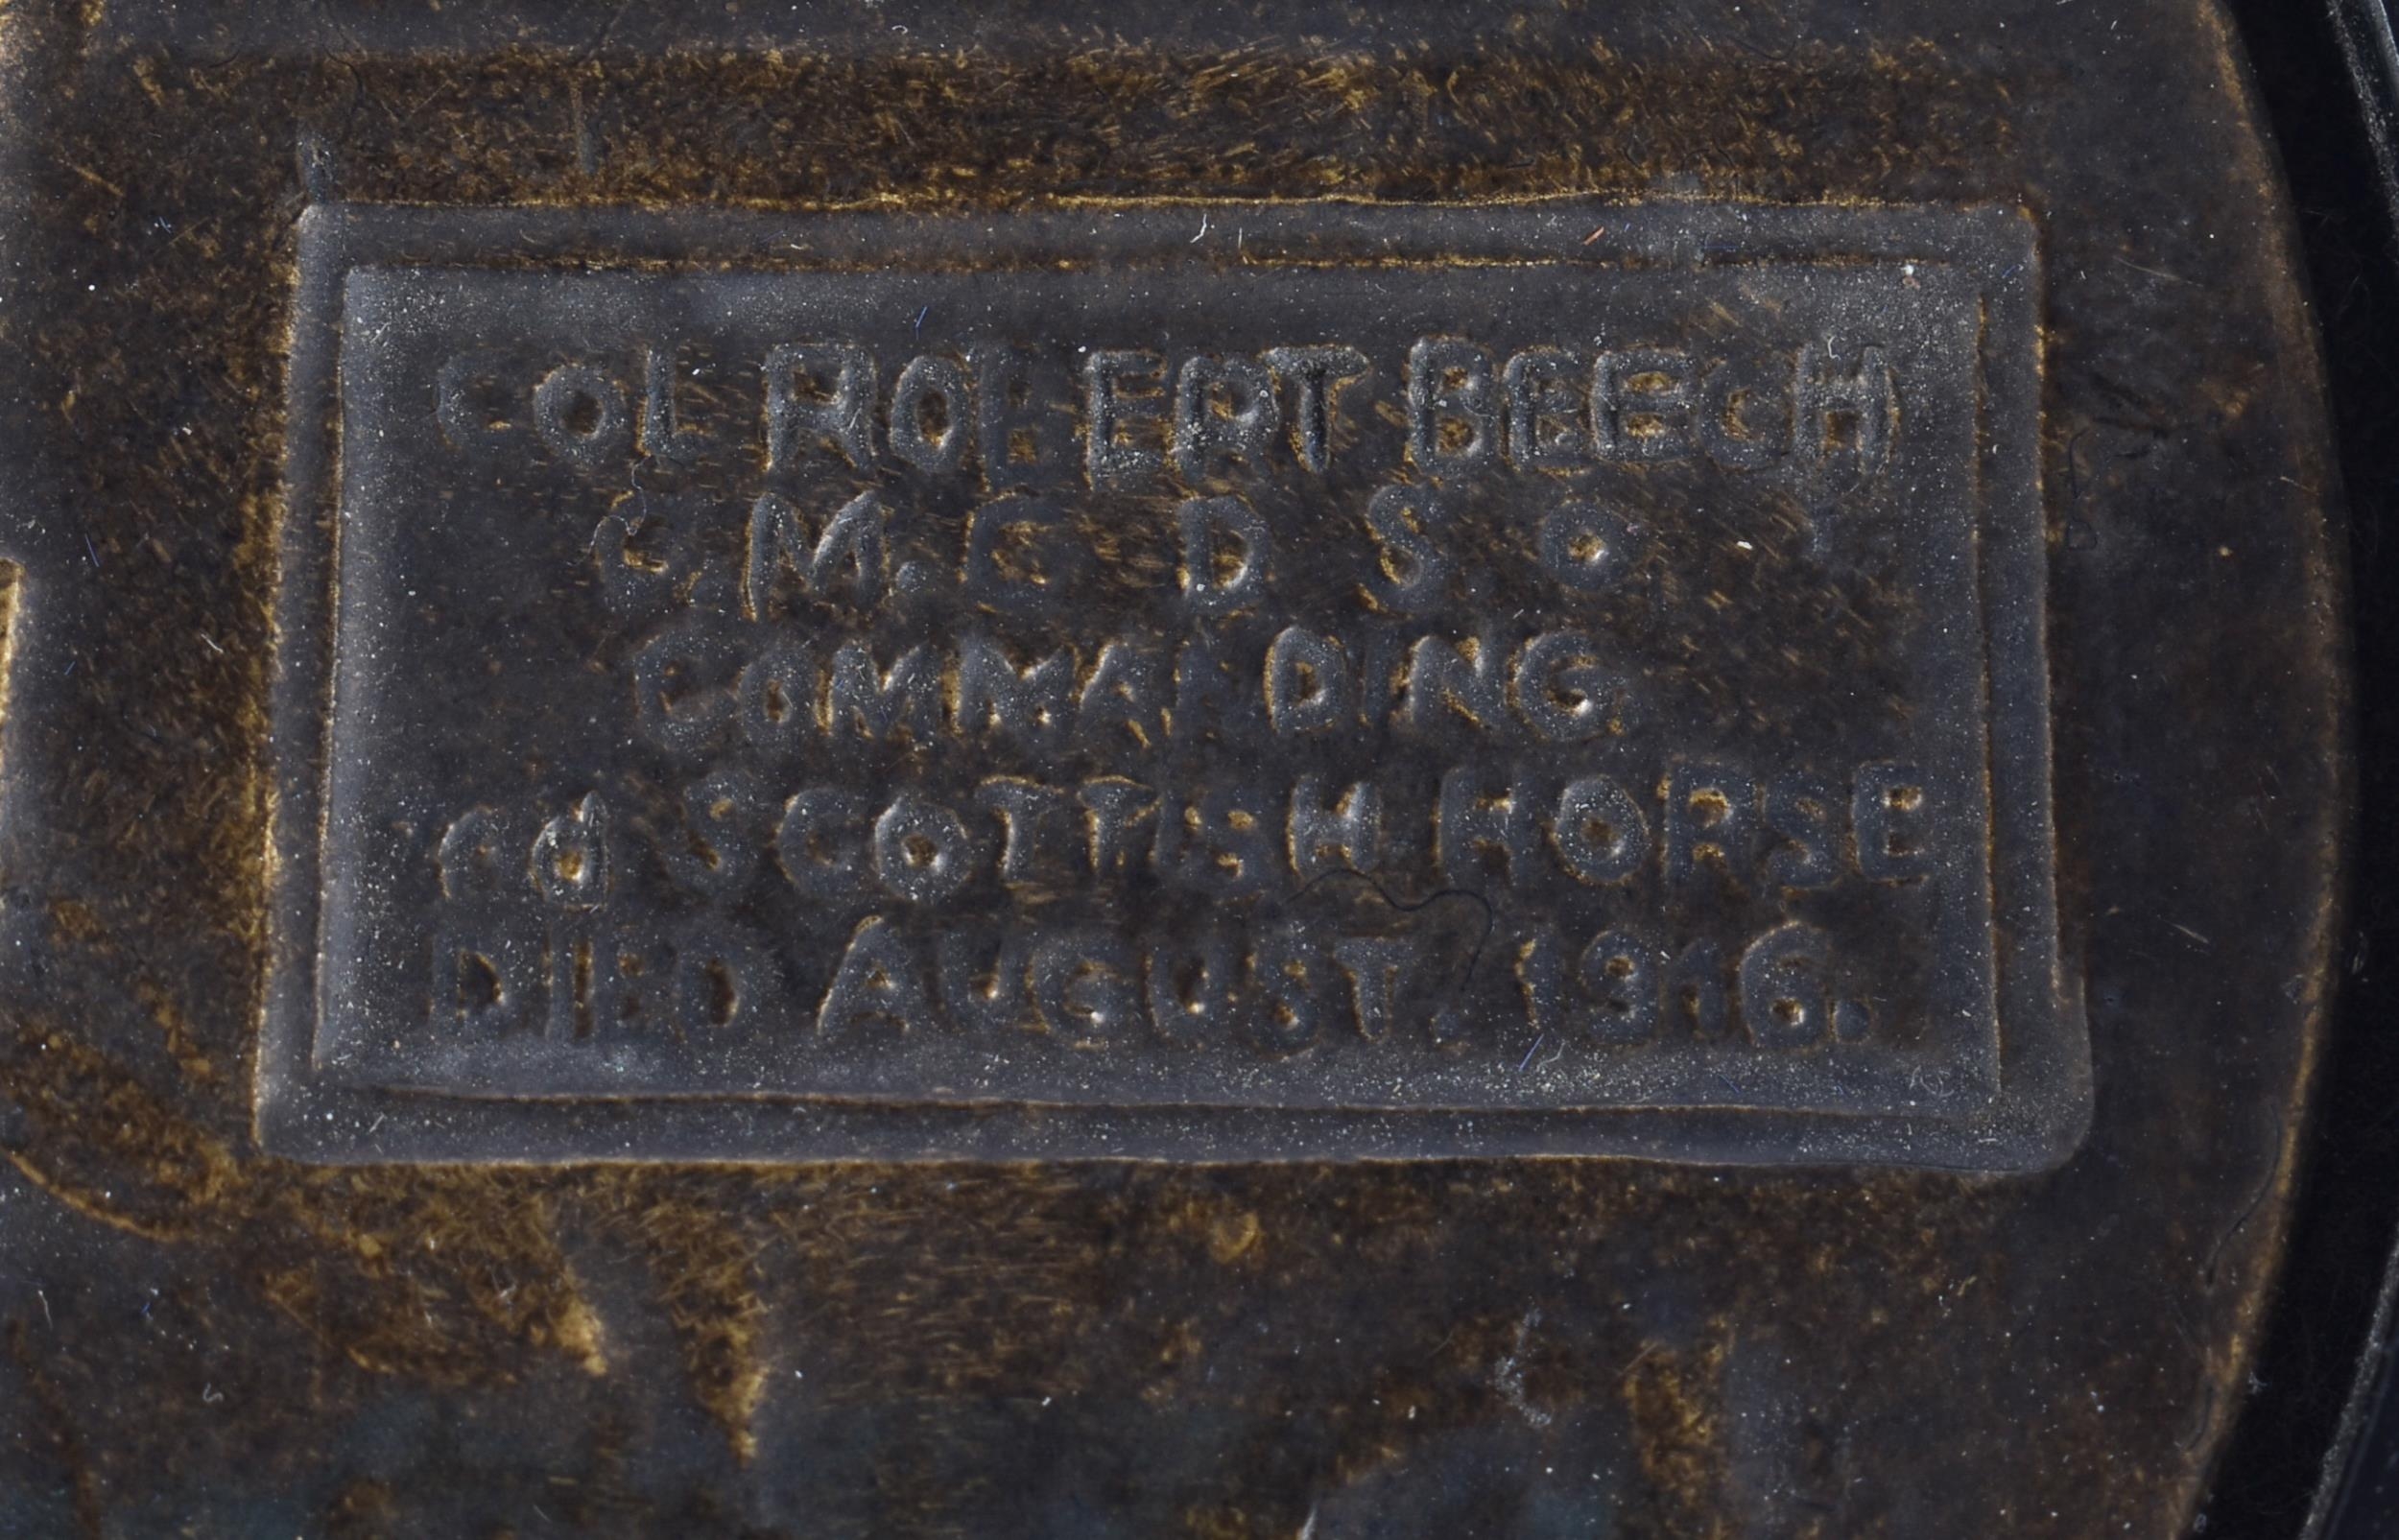 COL ROBERT BEECH
C.M.G D S O
COMMANDING
SCOTTISH HORSE
DIED AUGUST, 1916.